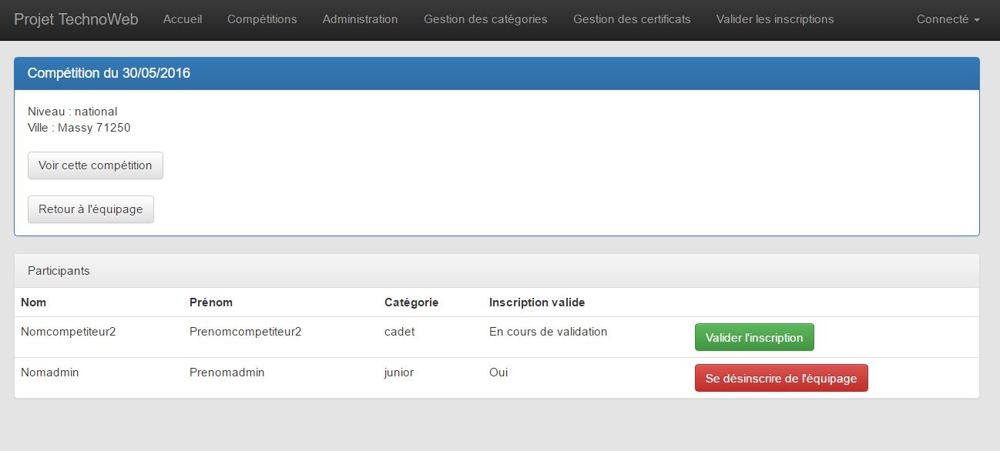 Projet TechnoWeb Accueil Compétitions Administration Gestion des catégories Gestion des certificats Valider les inscriptions Connecté
Compétition du 30/05/2016
Niveau : national
Ville : Massy 71250
Voir cette compétition
Retour à l'équipage
Participants
Nom Prénom Catégorie Inscription valide
Nomcompetiteur2 Prenomcompetiteur2 cadet En cours de validation Valider l'inscription
Nomadmin Prenomadmin junior Oui Se désinscrire de l'équipage